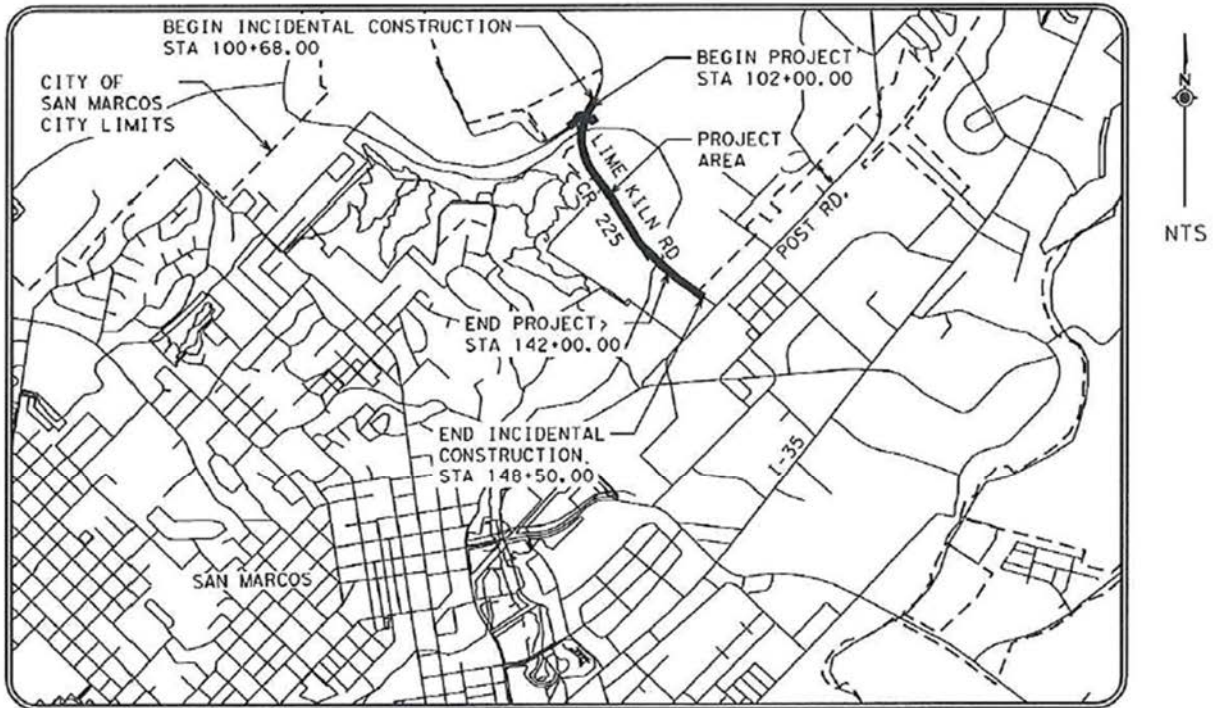 BEGIN INCIDENTAL CONSTRUCTION
STA 100+68.00
CITY OF
SAN MARCOS
CITY LIMITS
BEGIN PROJECT
STA 102+00.00
PROJECT
AREA
LIME KILN RD
CR 225
POST RD.
N
NTS
END PROJECT
STA 142+00.00
END INCIDENTAL
CONSTRUCTION
STA 148+50.00
I-35
SAN MARCOS